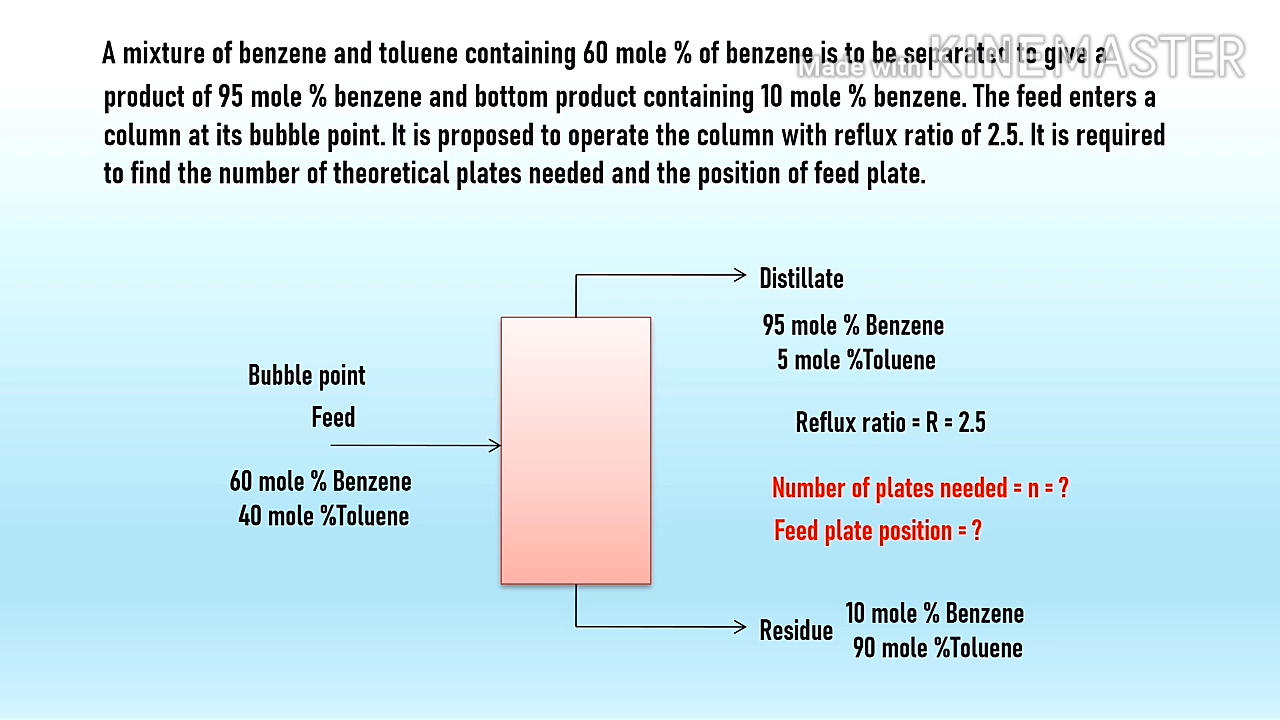 A mixture of benzene and toluene containing 60 mole % of benzene is to be separated to give a
Made with KINEMASTER
product of 95 mole % benzene and bottom product containing 10 mole % benzene. The feed enters a
column at its bubble point. It is proposed to operate the column with reflux ratio of 2.5. It is required
to find the number of theoretical plates needed and the position of feed plate.
Distillate
95 mole % Benzene
5 mole %Toluene
Bubble point
Feed
Reflux ratio = R = 2.5
60 mole % Benzene
40 mole %Toluene
Number of plates needed = n = ?
Feed plate position = ?
Residue
10 mole % Benzene
90 mole %Toluene